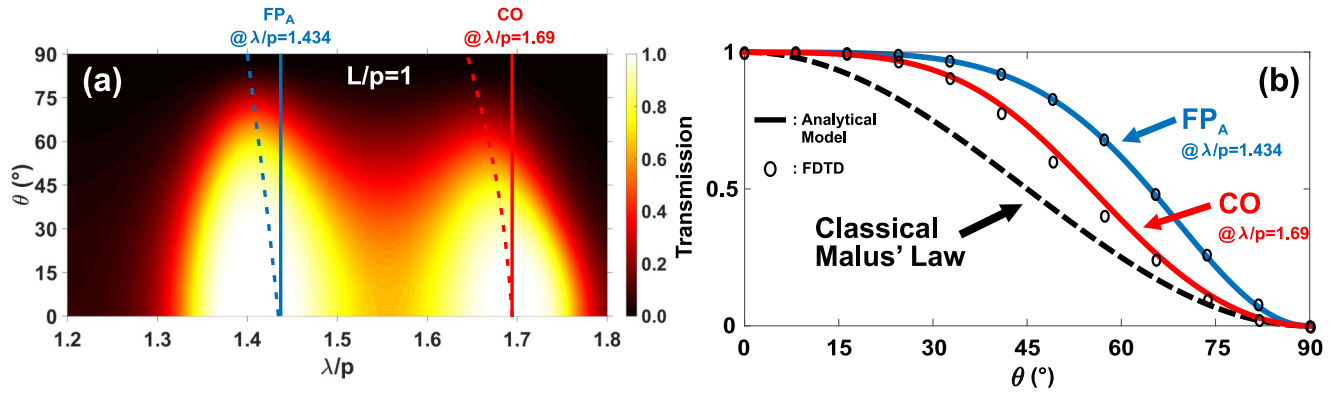 FP_A
@ λ/p=1.434
CO
@ λ/p=1.69
(a)
L/p=1
90
75
60
45
30
15
0
θ (°)
1.2
1.3
1.4
1.5
1.6
1.7
1.8
λ/p
1.0
0.8
0.6
0.4
0.2
0.0
Transmission
(b)
1
0.5
1
: Analytical
Model
: FDTD
Classical
Malus' Law
FP_A
@ λ/p=1.434
CO
@ λ/p=1.69
0
15
30
45
60
75
90
θ (°)